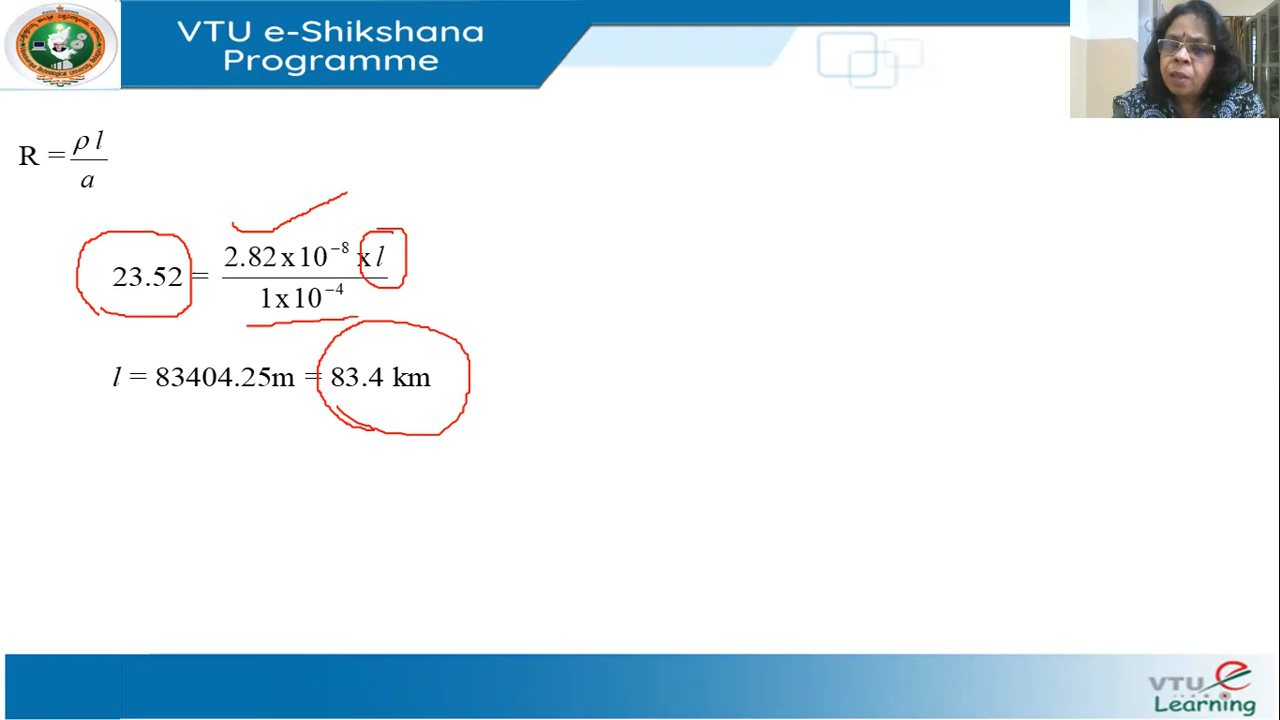 VTU e-Shikshana
Programme
R = ρ l / a
23.52 = 2.82 x 10⁻⁸ x l / 1 x 10⁻⁴
l = 83404.25m = 83.4 km
VTU e
Learning